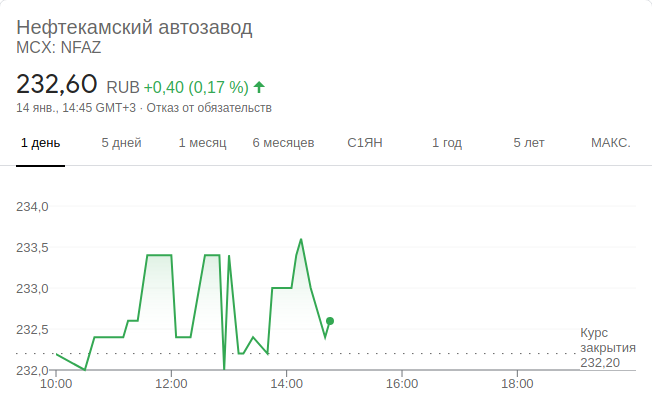 Нефтекамский автозавод
MCX: NFAZ
232,60 RUB +0,40 (0,17 %)
14 янв., 14:45 GMT+3 · Отказ от обязательств
1 день 5 дней 1 месяц 6 месяцев С1ЯН 1 год 5 лет МАКС.
234,0
233,5
233,0
232,5
Курс
закрытия
232,20
232,0
10:00 12:00 14:00 16:00 18:00